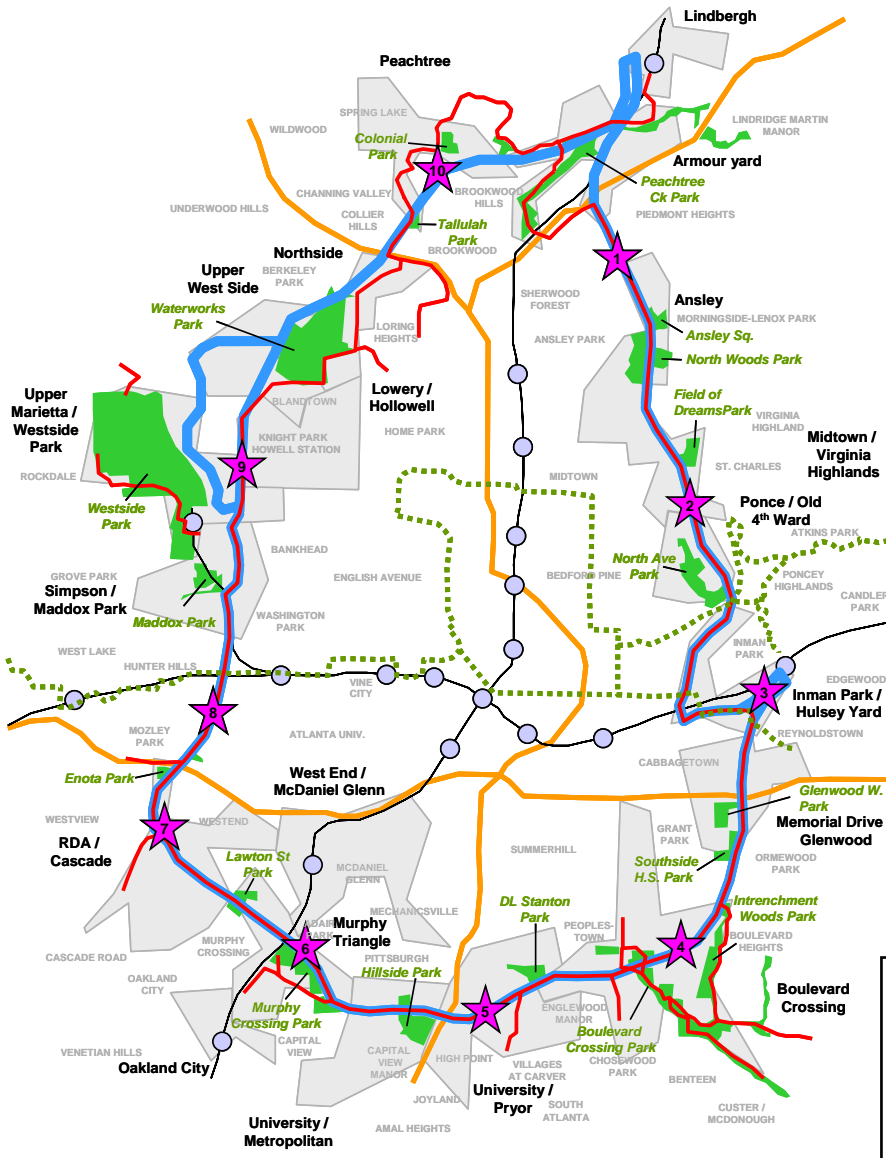 Lindbergh
Peachtree
SPRING LAKE
WILDWOOD
Colonial
Park
LINDRIDGE MARTIN
MANOR
Armour yard
10
CHANNING VALLEY
BROOKWOOD
HILLS
Peachtree
Ck Park
UNDERWOOD HILLS
COLLIER
HILLS
Tallulah
Park
PIEDMONT HEIGHTS
Northside
BROOKWOOD
1
Upper
West Side
BERKELEY
PARK
SHERWOOD
FOREST
Ansley
Waterworks
Park
MORNINGSIDE-LENOX PARK
Ansley Sq.
LORING
HEIGHTS
ANSLEY PARK
North Woods Park
Upper
Marietta /
Westside
Park
Lowery /
Hollowell
Field of
DreamsPark
BLANDTOWN
VIRGINIA
HIGHLAND
HOME PARK
KNIGHT PARK
HOWELL STATION
Midtown /
Virginia
Highlands
9
ROCKDALE
ST. CHARLES
MIDTOWN
Westside
Park
2
Ponce / Old
4th Ward
ATKINS PARK
BANKHEAD
North Ave
Park
GROVE PARK
ENGLISH AVENUE
BEDFORD PINE
PONCEY
HIGHLANDS
Simpson /
Maddox Park
CANDLER
PARK
Maddox Park
WASHINGTON
PARK
WEST LAKE
HUNTER HILLS
INMAN
PARK
VINE
CITY
EDGEWOOD
3
Inman Park /
Hulsey Yard
8
MOZLEY
PARK
ATLANTA UNIV.
REYNOLDSTOWN
CABBAGETOWN
Enota Park
West End /
McDaniel Glenn
Glenwood W.
Park
WESTVIEW
WESTEND
7
Memorial Drive
Glenwood
RDA /
Cascade
GRANT
PARK
SUMMERHILL
Lawton St
Park
MCDANIEL
GLENN
Southside
H.S. Park
ORMEWOOD
PARK
DL Stanton
Park
Intrenchment
Woods Park
MECHANICSVILLE
ADAIR
PARK
Murphy
Triangle
PEOPLES-
TOWN
BOULEVARD
HEIGHTS
MURPHY
CROSSING
6
4
CASCADE ROAD
PITTSBURGH
Hillside Park
OAKLAND
CITY
Boulevard
Crossing
Murphy
Crossing Park
5
ENGLEWOOD
MANOR
Boulevard
Crossing Park
VENETIAN HILLS
CAPITAL
VIEW
CAPITAL
VIEW
MANOR
HIGH POINT
VILLAGES
AT CARVER
CHOSEWOOD
PARK
Oakland City
BENTEEN
University /
Pryor
JOYLAND
SOUTH
ATLANTA
CUSTER /
MCDONOUGH
University /
Metropolitan
AMAL HEIGHTS